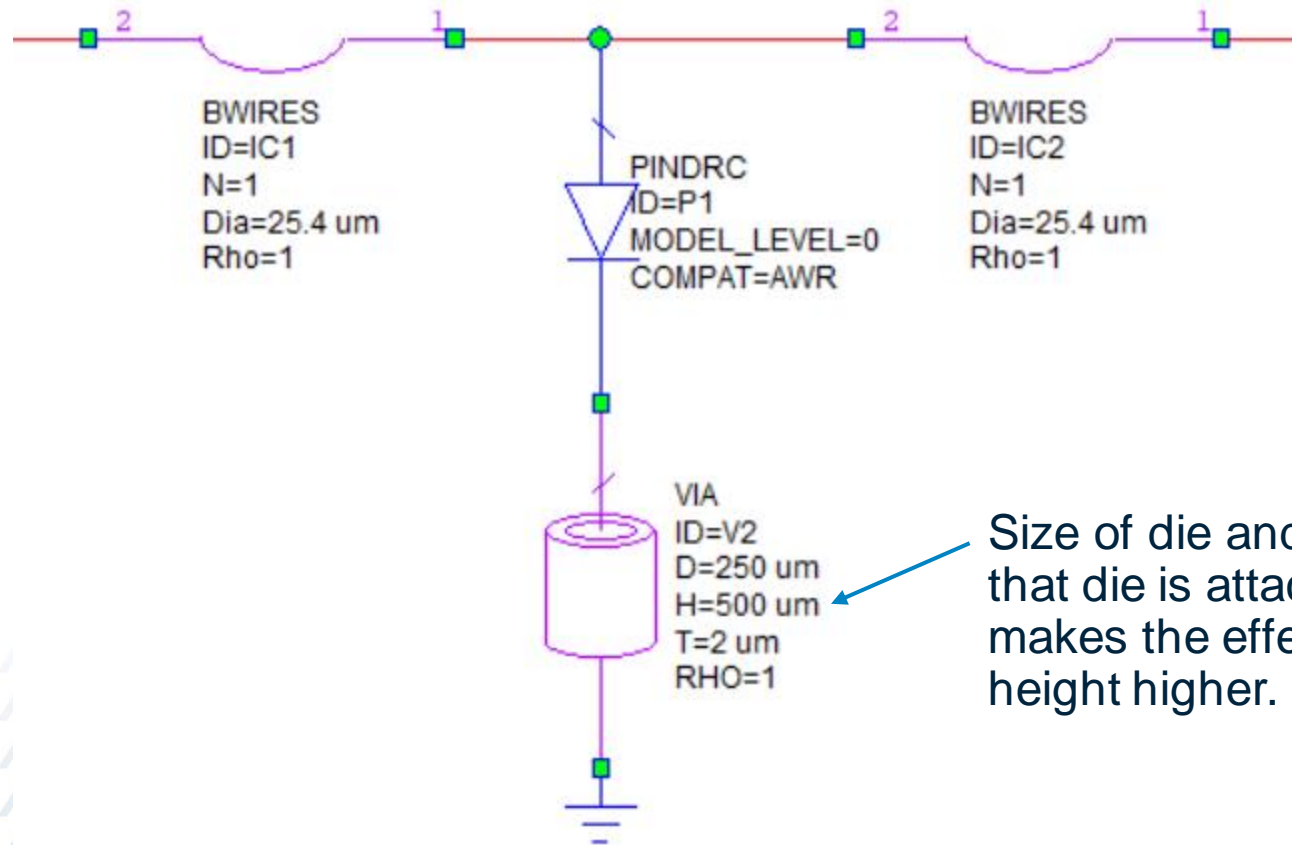 2
1
2
1
BWIRES
ID=IC1
N=1
Dia=25.4 um
Rho=1
PINDRC
ID=P1
MODEL_LEVEL=0
COMPAT=AWR
BWIRES
ID=IC2
N=1
Dia=25.4 um
Rho=1
VIA
ID=V2
D=250 um
H=500 um
T=2 um
RHO=1
Size of die and
that die is
makes the
height higher.